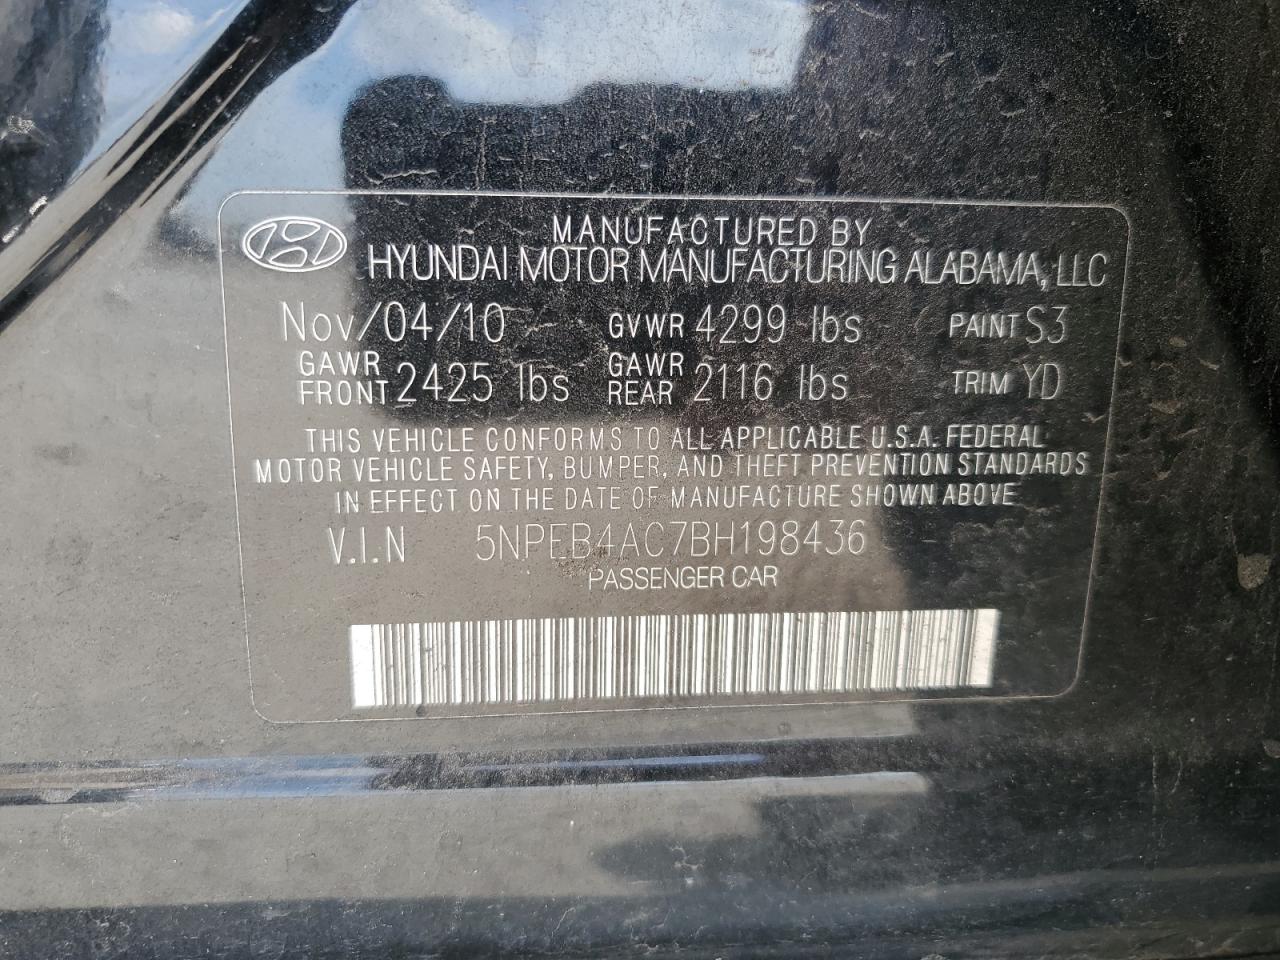 MANUFACTURED BY
HYUNDAI MOTOR MANUFACTURING ALABAMA, LLC
Nov/04/10 GVWR 4299 lbs PAINT S3
GAWR FRONT 2425 lbs GAWR REAR 2116 lbs TRIM YD
THIS VEHICLE CONFORMS TO ALL APPLICABLE U.S.A. FEDERAL
MOTOR VEHICLE SAFETY, BUMPER, AND THEFT PREVENTION STANDARDS
IN EFFECT ON THE DATE OF MANUFACTURE SHOWN ABOVE
V.I.N 5NPEB4AC7BH198436
PASSENGER CAR